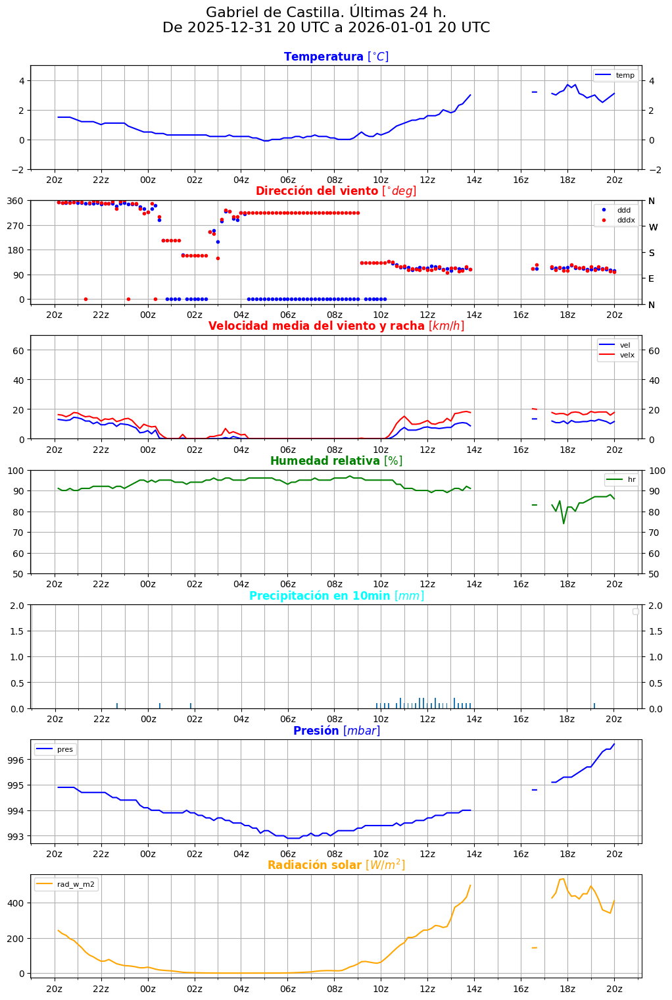 Gabriel de Castilla. Últimas 24 h.
De 2025-12-31 20 UTC a 2026-01-01 20 UTC
Temperatura [°C]
temp
4 4
2 2
0 0
−2 −2
20z 22z 00z 02z 04z 06z 08z 10z 12z 14z 16z 18z 20z
Dirección del viento [°deg]
ddd
dddx
360 N
270 W
180 S
90 E
0 N
20z 22z 00z 02z 04z 06z 08z 10z 12z 14z 16z 18z 20z
Velocidad media del viento y racha [km/h]
vel
velx
60 60
40 40
20 20
0 0
20z 22z 00z 02z 04z 06z 08z 10z 12z 14z 16z 18z 20z
Humedad relativa [%]
hr
100 100
90 90
80 80
70 70
60 60
50 50
20z 22z 00z 02z 04z 06z 08z 10z 12z 14z 16z 18z 20z
Precipitación en 10min [mm]
2.0 2.0
1.5 1.5
1.0 1.0
0.5 0.5
0.0 0.0
20z 22z 00z 02z 04z 06z 08z 10z 12z 14z 16z 18z 20z
Presión [mbar]
pres
996
995
994
993
20z 22z 00z 02z 04z 06z 08z 10z 12z 14z 16z 18z 20z
Radiación solar [W/m²]
rad_w_m2
400
200
0
20z 22z 00z 02z 04z 06z 08z 10z 12z 14z 16z 18z 20z